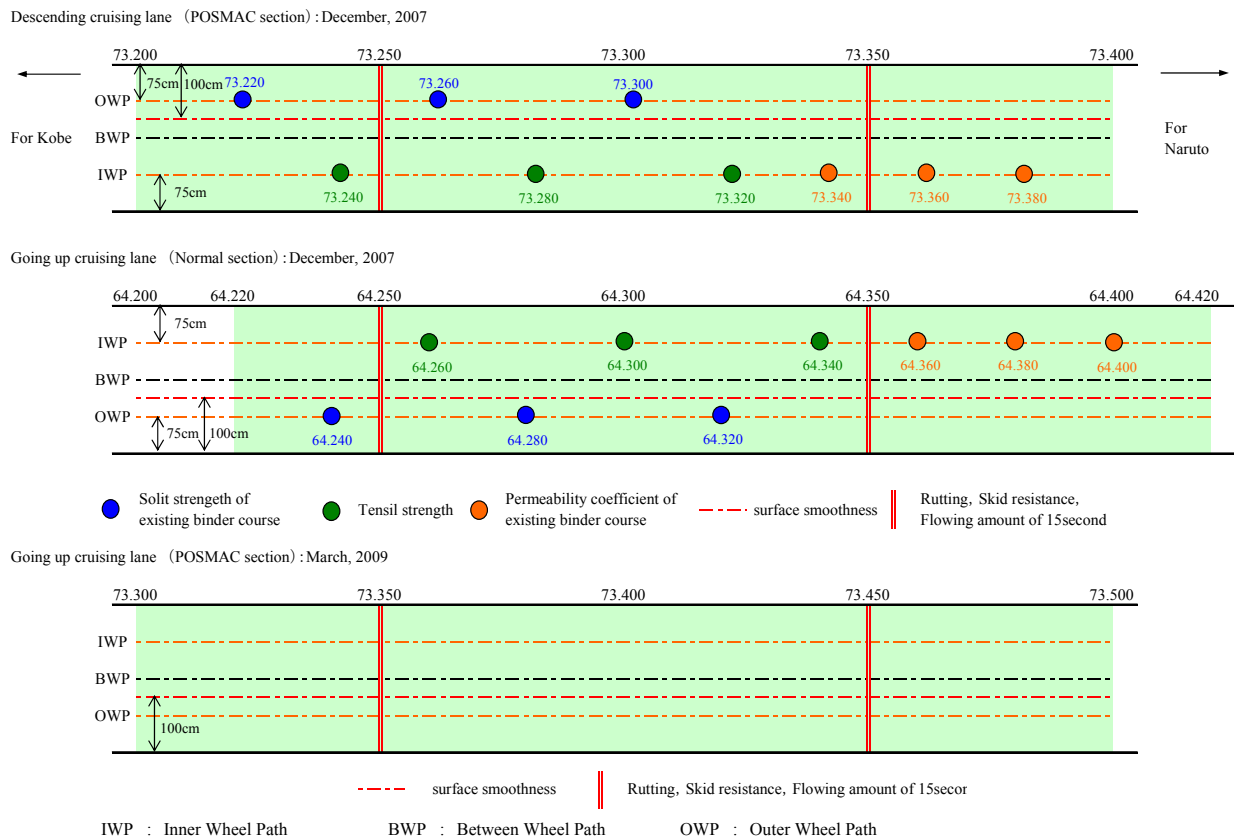 Descending cruising lane （POSMAC section）: December, 2007
73.200 73.250 73.300 73.350 73.400
75cm 100cm 73.220 73.260 73.300
OWP
For Kobe BWP For
Naruto
IWP
75cm 73.240 73.280 73.320 73.340 73.360 73.380
Going up cruising lane （Normal section）: December, 2007
64.200 64.220 64.250 64.300 64.350 64.400 64.420
75cm
IWP
64.260 64.300 64.340 64.360 64.380 64.400
BWP
OWP
75cm 100cm 64.240 64.280 64.320
Solit strengeth of
existing binder course
Tensil strength
Permeability coefficient of
existing binder course
surface smoothness
Rutting, Skid resistance,
Flowing amount of 15second
Going up cruising lane （POSMAC section）: March, 2009
73.300 73.350 73.400 73.450 73.500
IWP
BWP
OWP
100cm
surface smoothness Rutting, Skid resistance, Flowing amount of 15secor
IWP : Inner Wheel Path BWP : Between Wheel Path OWP : Outer Wheel Path